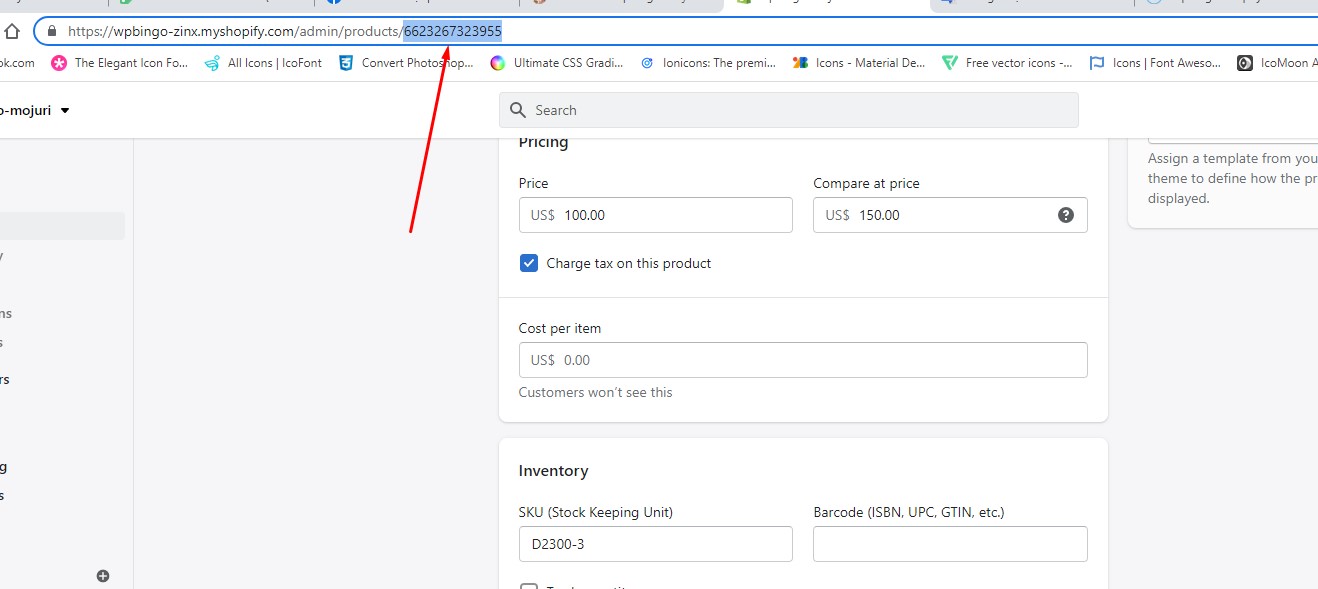 https://wpbingo-zinx.myshopify.com/admin/products/6623267323955
ok.com The Elegant Icon Fo... All Icons | IcoFont Convert Photoshop... Ultimate CSS Gradi... Ionicons: The premi... Icons - Material De... Free vector icons -... Icons | Font Aweso... IcoMoon A
o-mojuri
Search
Pricing
Assign a template from you
theme to define how the pr
displayed.
Price
Compare at price
US$ 100.00
US$ 150.00
Charge tax on this product
Cost per item
US$ 0.00
Customers won't see this
Inventory
SKU (Stock Keeping Unit)
Barcode (ISBN, UPC, GTIN, etc.)
D2300-3
y
ns
s
rs
g
s